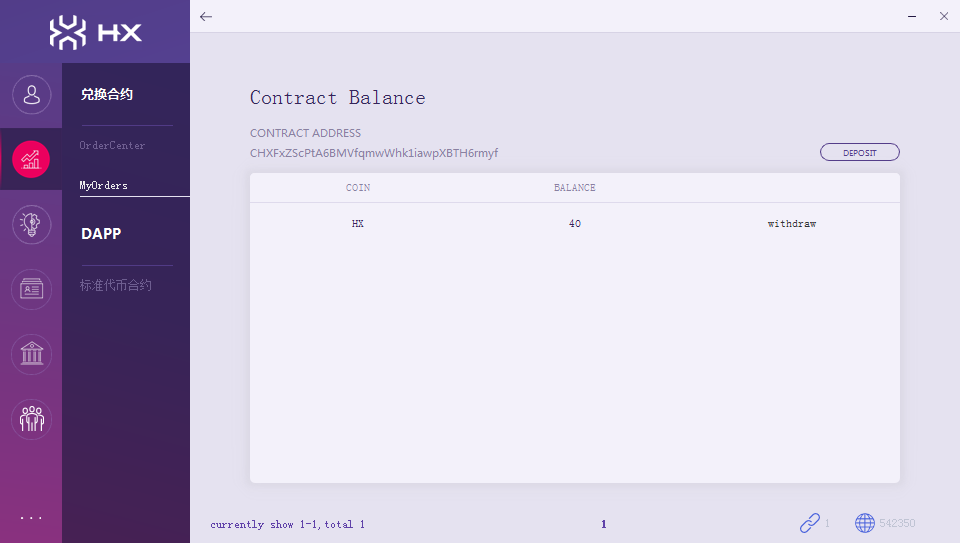 HX
兑换合约
OrderCenter
MyOrders
DAPP
标准代币合约
...
Contract Balance
CONTRACT ADDRESS
CHXFxZScPtA6BMVfqmwWhk1iawpXBTH6rmyf
DEPOSIT
COIN BALANCE
HX 40 withdraw
currently show 1-1,total 1
1
1
542350